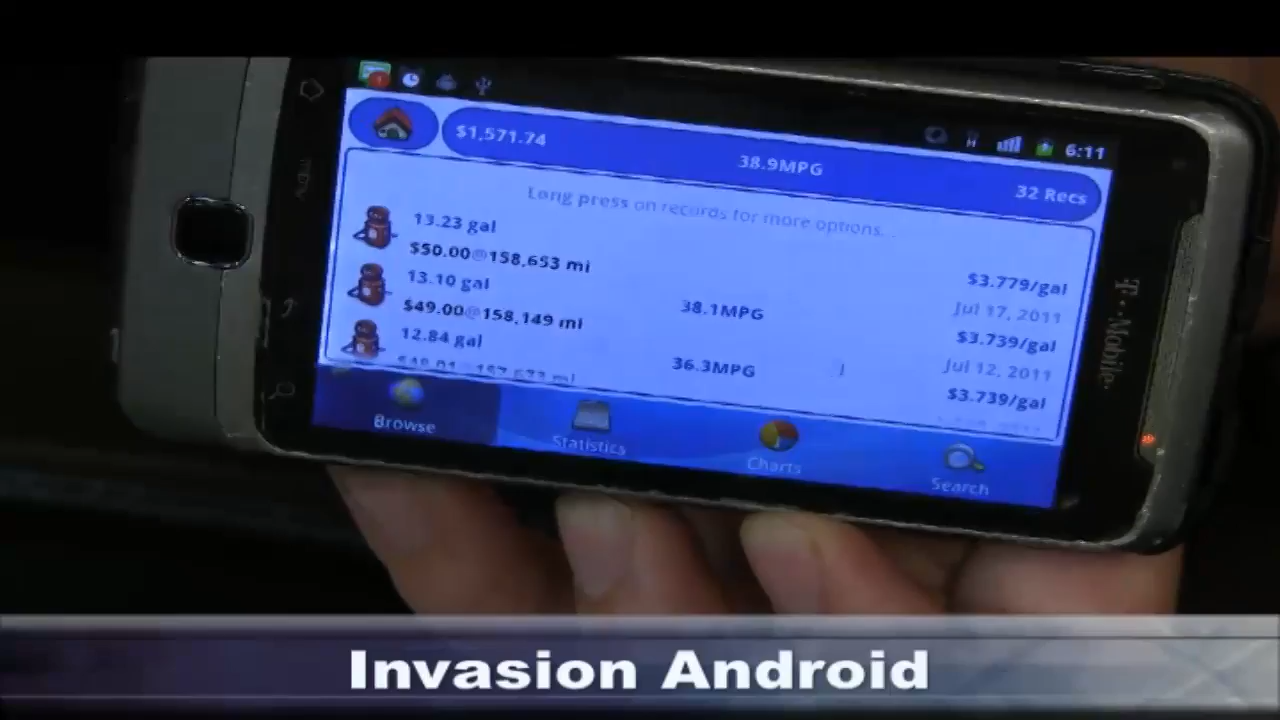 6:11
$1,571.74
38.9MPG
32 Recs
Long press on records for more options...
13.23 gal
$3.779/gal
$50.00@158,653 mi
Jul 17, 2011
13.10 gal
38.1MPG
$3.739/gal
$49.00@158,149 mi
Jul 12, 2011
12.84 gal
36.3MPG
$3.739/gal
Browse
Statistics
Charts
Search
menu
T-Mobile
Invasion Android